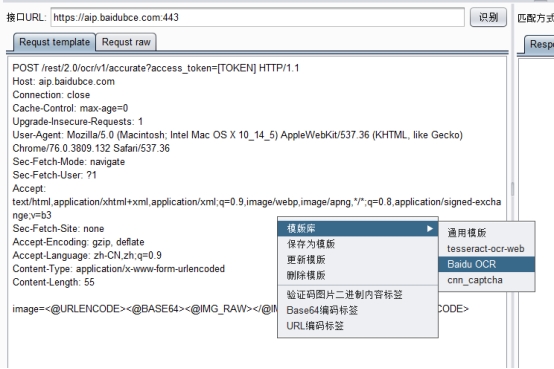 接口URL: https://aip.baidubce.com:443 识别 匹配方式
Requst template Requst raw Resp
POST /rest/2.0/ocr/v1/accurate?access_token=[TOKEN] HTTP/1.1
Host: aip.baidubce.com
Connection: close
Cache-Control: max-age=0
Upgrade-Insecure-Requests: 1
User-Agent: Mozilla/5.0 (Macintosh; Intel Mac OS X 10_14_5) AppleWebKit/537.36 (KHTML, like Gecko)
Chrome/76.0.3809.132 Safari/537.36
Sec-Fetch-Mode: navigate
Sec-Fetch-User: ?1
Accept:
text/html,application/xhtml+xml,application/xml;q=0.9,image/webp,image/apng,*/*;q=0.8,application/signed-excha
nge;v=b3
Sec-Fetch-Site: none
Accept-Encoding: gzip, deflate
Accept-Language: zh-CN,zh;q=0.9
Content-Type: application/x-www-form-urlencoded
Content-Length: 55
image=<@URLENCODE><@BASE64><@IMG_RAW></@IM CODE>
模版库
保存为模版
更新模版
删除模版
验证码图片二进制内容标签
Base64编码标签
URL编码标签
通用模版
tesseract-ocr-web
Baidu OCR
cnn_captcha